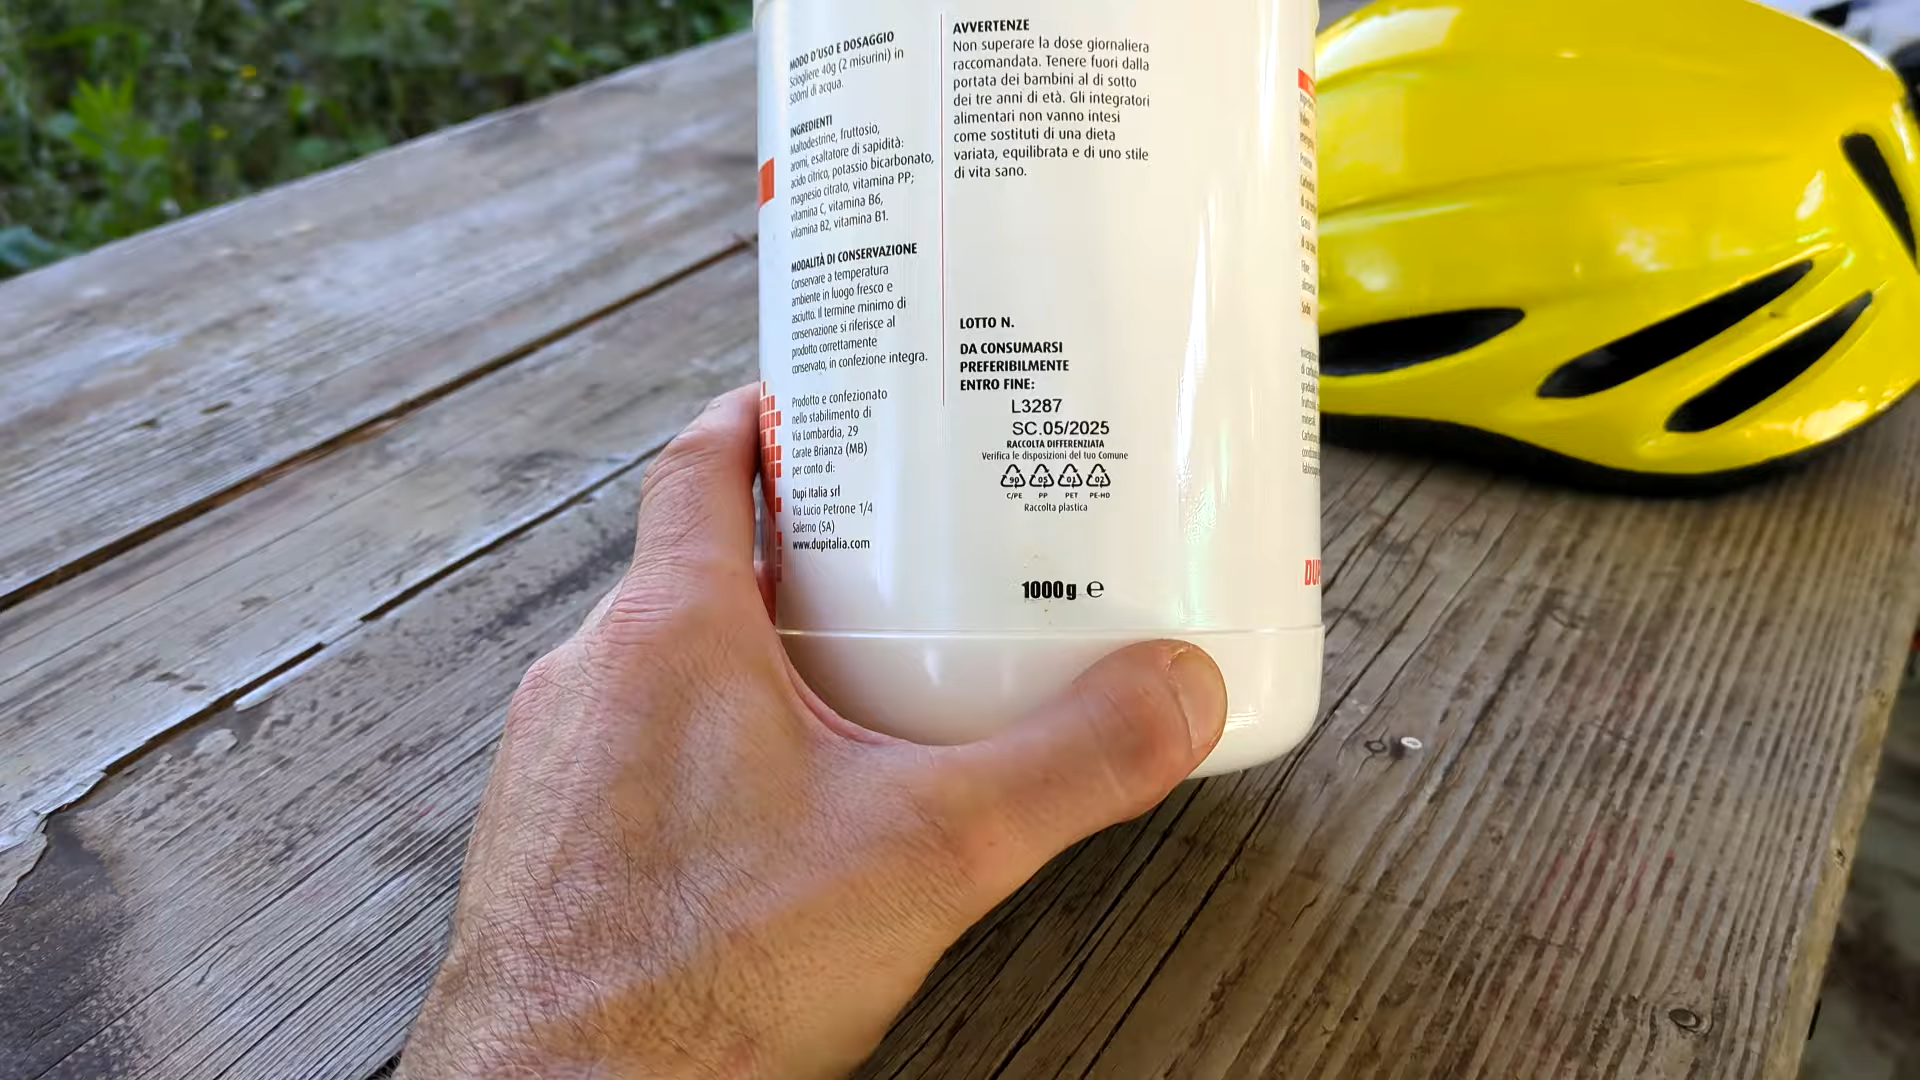 MODO D'USO E DOSAGGIO
Sciogliere 40g (2 misurini) in
500ml di acqua.
INGREDIENTI
Maltodestrine, fruttosio,
aromi, esaltatore di sapidità:
acido citrico, potassio bicarbonato,
magnesio citrato, vitamina PP;
vitamina C, vitamina B6,
vitamina B2, vitamina B1.
MODALITÀ DI CONSERVAZIONE
Conservare a temperatura
ambiente in luogo fresco e
asciutto. Il termine minimo di
conservazione si riferisce al
prodotto correttamente
conservato, in confezione integra.
Prodotto e confezionato
nello stabilimento di
Via Lombardia, 29
Carate Brianza (MB)
per conto di:
Dupi Italia srl
Via Lucio Petrone 1/4
Salerno (SA)
www.dupitalia.com
AVVERTENZE
Non superare la dose giornaliera
raccomandata. Tenere fuori dalla
portata dei bambini al di sotto
dei tre anni di età. Gli integratori
alimentari non vanno intesi
come sostituti di una dieta
variata, equilibrata e di uno stile
di vita sano.
LOTTO N.
DA CONSUMARSI
PREFERIBILMENTE
ENTRO FINE:
L3287
SC.05/2025
RACCOLTA DIFFERENZIATA
Verifica le disposizioni del tuo Comune
90 05 01 02
C/PE PP PET PE-HD
Raccolta plastica
1000g e